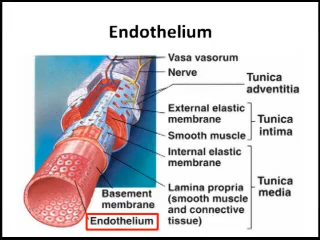 Endothelium
Vasa vasorum
Nerve
Tunica
adventitia
External elastic
membrane
Smooth muscle
Tunica
intima
Internal elastic
membrane
Lamina propria
(smooth muscle
and connective
tissue)
Tunica
media
Basement
membrane
Endothelium